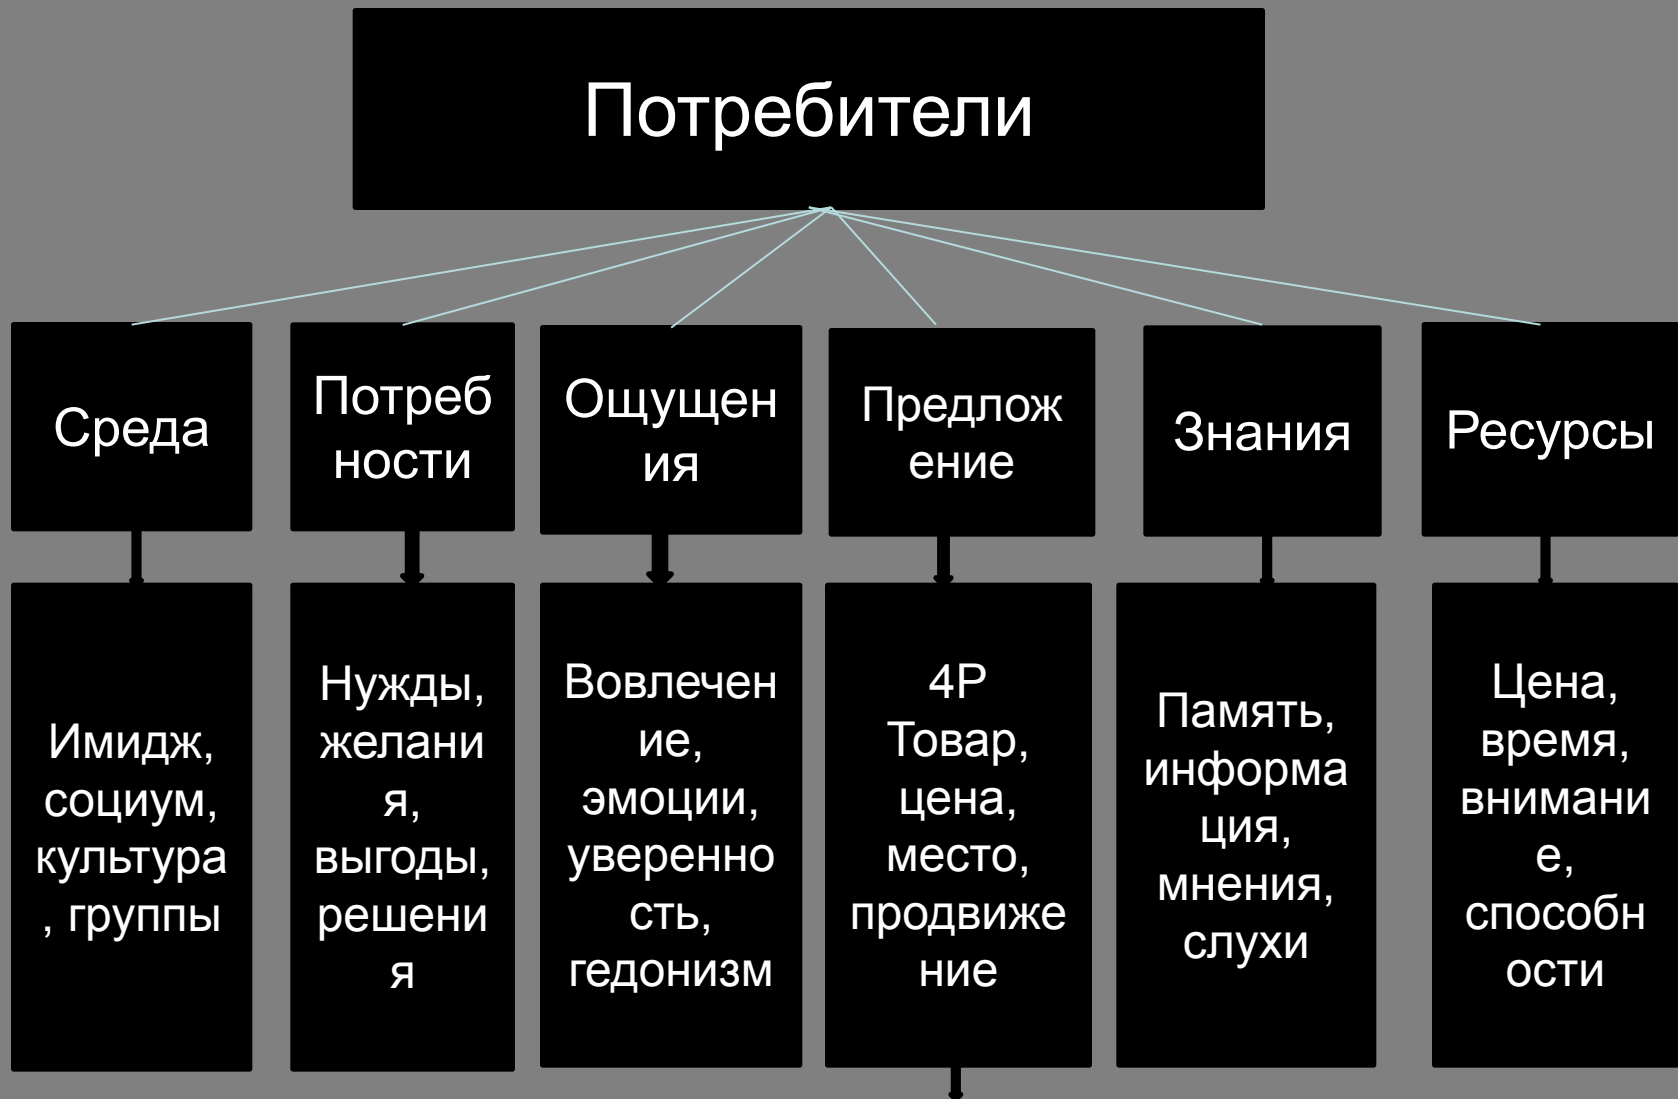 Потребители
Среда
Потреб
ности
Ощущен
ия
Предлож
ение
Знания
Ресурсы
Имидж,
социум,
культура
, группы
Нужды,
желани
я,
выгоды,
решени
я
Вовлечен
ие,
эмоции,
уверенно
сть,
гедонизм
4Р
Товар,
цена,
место,
продвиже
ние
Память,
информа
ция,
мнения,
слухи
Цена,
время,
внимани
е,
способн
ости